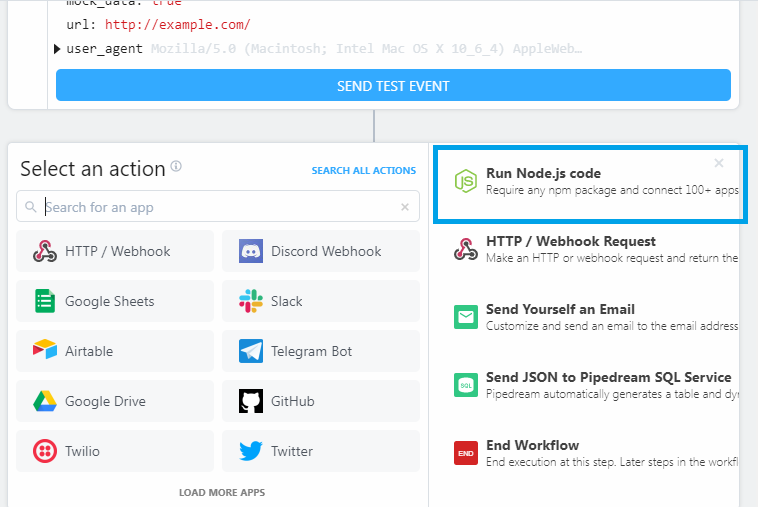 mock_data: true
url: http://example.com/
user_agent Mozilla/5.0 (Macintosh; Intel Mac OS X 10_6_4) AppleWeb…
SEND TEST EVENT
Select an action
SEARCH ALL ACTIONS
Search for an app
HTTP / Webhook
Discord Webhook
Google Sheets
Slack
Airtable
Telegram Bot
Google Drive
GitHub
Twilio
Twitter
LOAD MORE APPS
Run Node.js code
Require any npm package and connect 100+ apps
HTTP / Webhook Request
Make an HTTP or webhook request and return the
Send Yourself an Email
Customize and send an email to the email address
SQL
Send JSON to Pipedream SQL Service
Pipedream automatically generates a table and
END
End Workflow
End execution at this step. Later steps in the